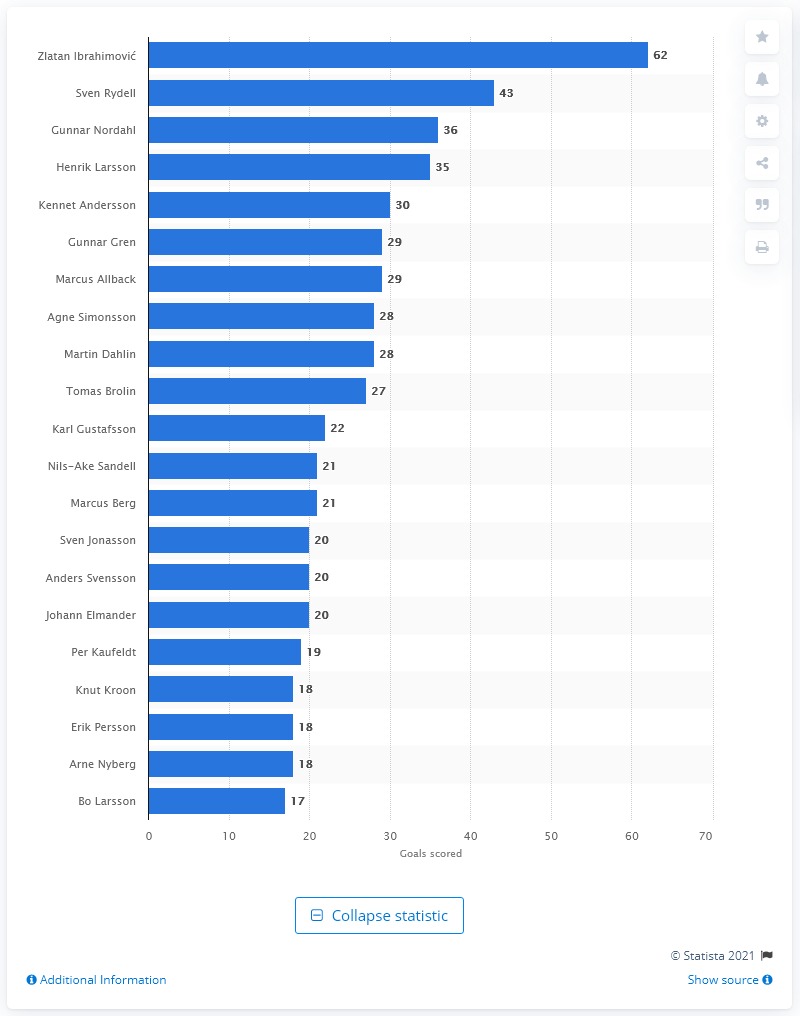 Zlatan Ibrahimović 62
Sven Rydell 43
Gunnar Nordahl 36
Henrik Larsson 35
Kennet Andersson 30
Gunnar Gren 29
Marcus Allback 29
Agne Simonsson 28
Martin Dahlin 28
Tomas Brolin 27
Karl Gustafsson 22
Nils-Ake Sandell 21
Marcus Berg 21
Sven Jonasson 20
Anders Svensson 20
Johann Elmander 20
Per Kaufeldt 19
Knut Kroon 18
Erik Persson 18
Arne Nyberg 18
Bo Larsson 17
0 10 20 30 40 50 60 70
Goals scored
Collapse statistic
© Statista 2021
Additional Information
Show source